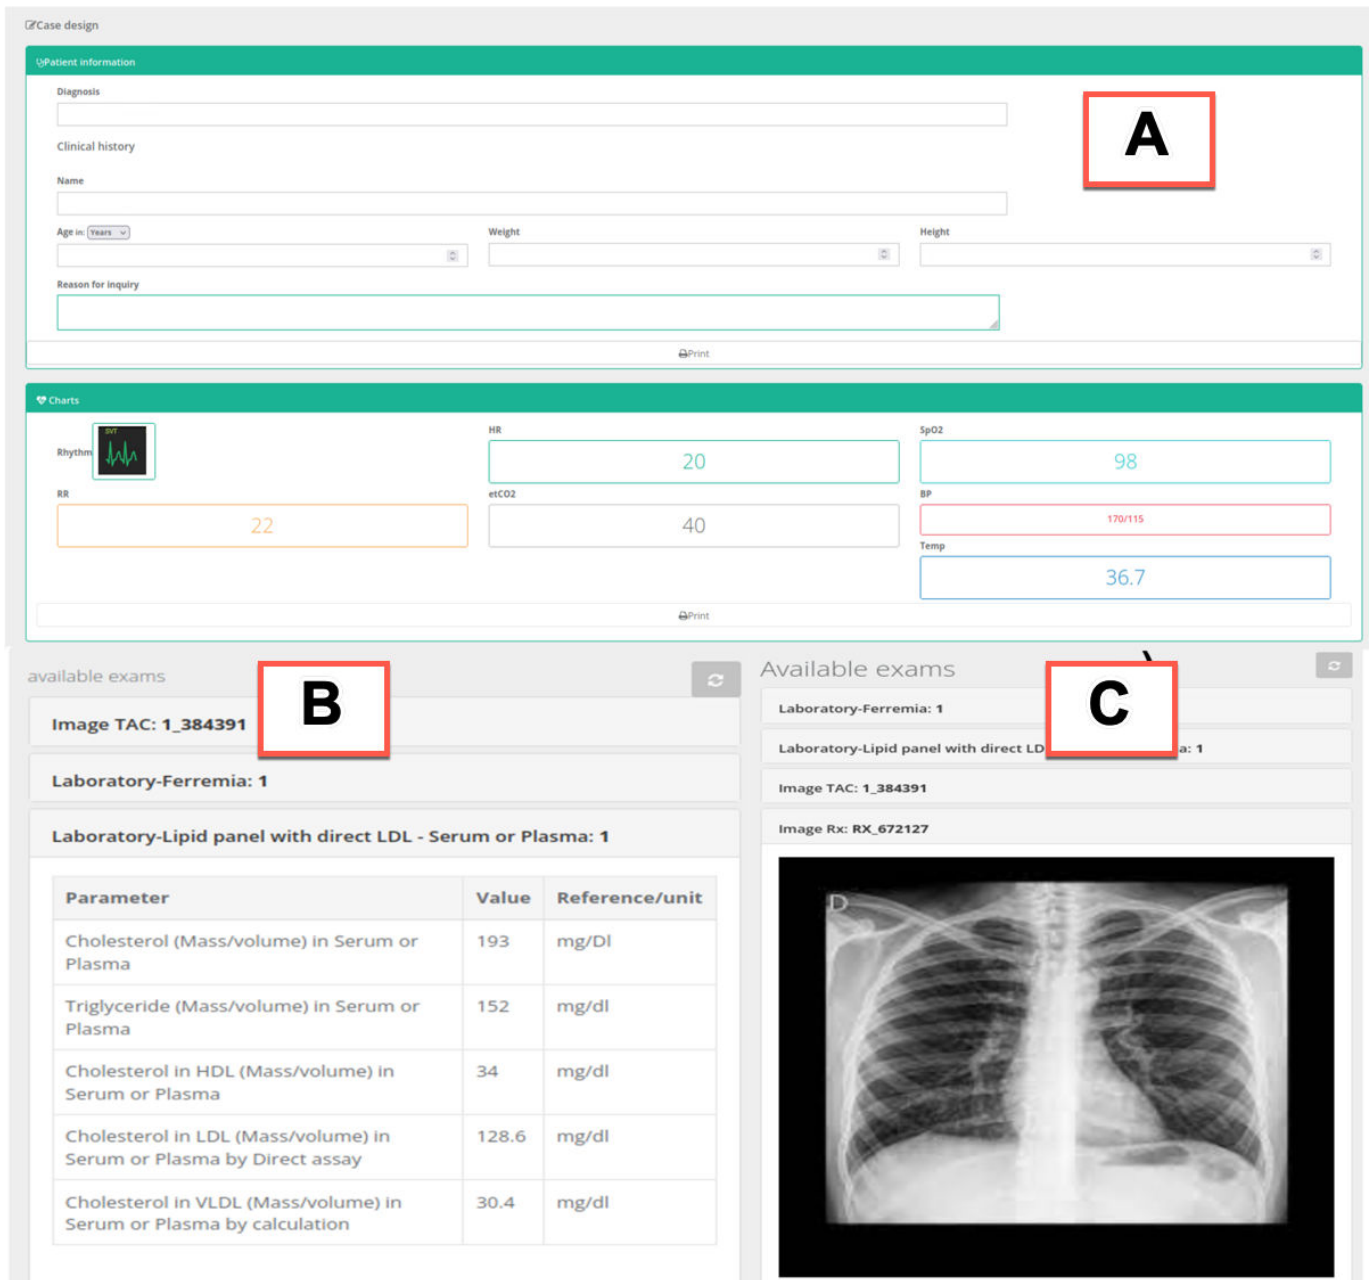 Case design
Patient information
Diagnosis
A
Clinical history
Name
Age in: Years
Weight
Height
Reason for inquiry
Print
Charts
Rhythm
SVT
HR
20
SpO2
98
RR
22
etCO2
40
BP
170/115
Temp
36.7
Print
available exams
B
Image TAC: 1_384391
Laboratory-Ferremia: 1
Laboratory-Lipid panel with direct LDL - Serum or Plasma: 1
Parameter Value Reference/unit
Cholesterol (Mass/volume) in Serum or
Plasma
193 mg/Dl
Triglyceride (Mass/volume) in Serum or
Plasma
152 mg/dl
Cholesterol in HDL (Mass/volume) in
Serum or Plasma
34 mg/dl
Cholesterol in LDL (Mass/volume) in
Serum or Plasma by Direct assay
128.6 mg/dl
Cholesterol in VLDL (Mass/volume) in
Serum or Plasma by calculation
30.4 mg/dl
Available exams
C
Laboratory-Ferremia: 1
Laboratory-Lipid panel with direct LD a: 1
Image TAC: 1_384391
Image Rx: RX_672127
D